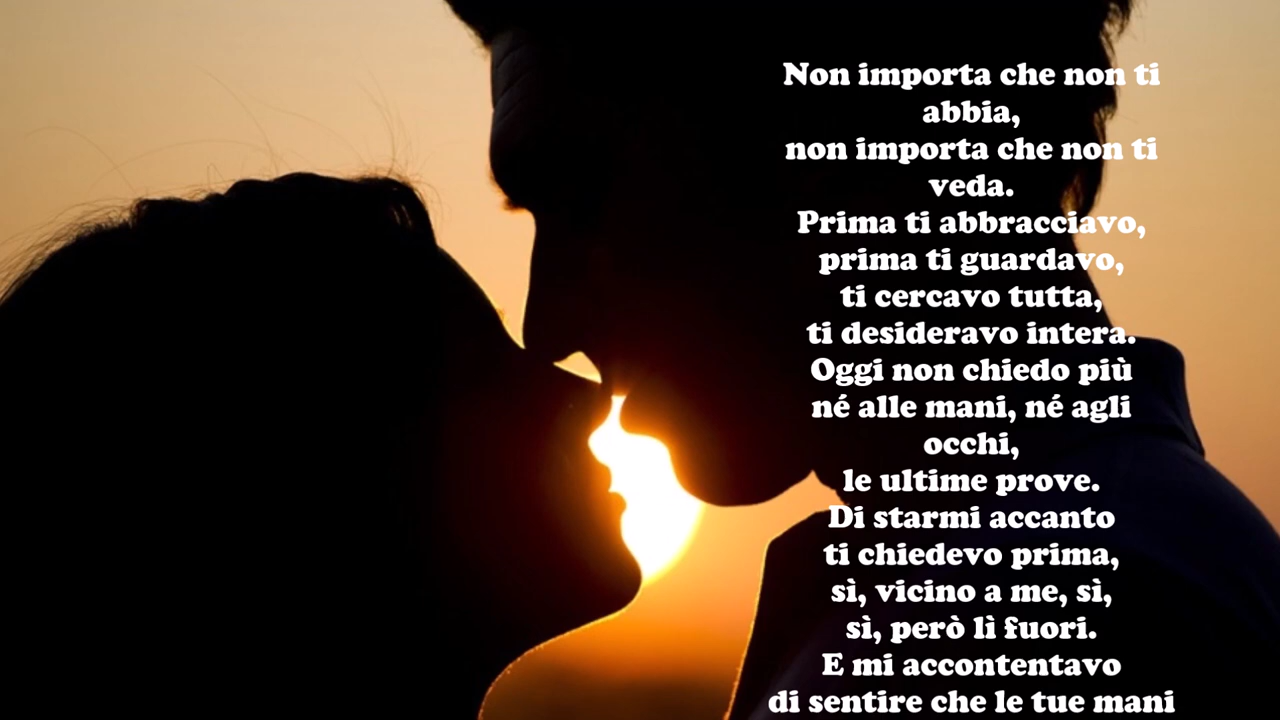 Non importa che non ti
abbia,
non importa che non ti
veda.
Prima ti abbracciavo,
prima ti guardavo,
ti cercavo tutta,
ti desideravo intera.
Oggi non chiedo più
né alle mani, né agli
occhi,
le ultime prove.
Di starmi accanto
ti chiedevo prima,
sì, vicino a me, sì,
sì, però lì fuori.
E mi accontentavo
di sentire che le tue mani